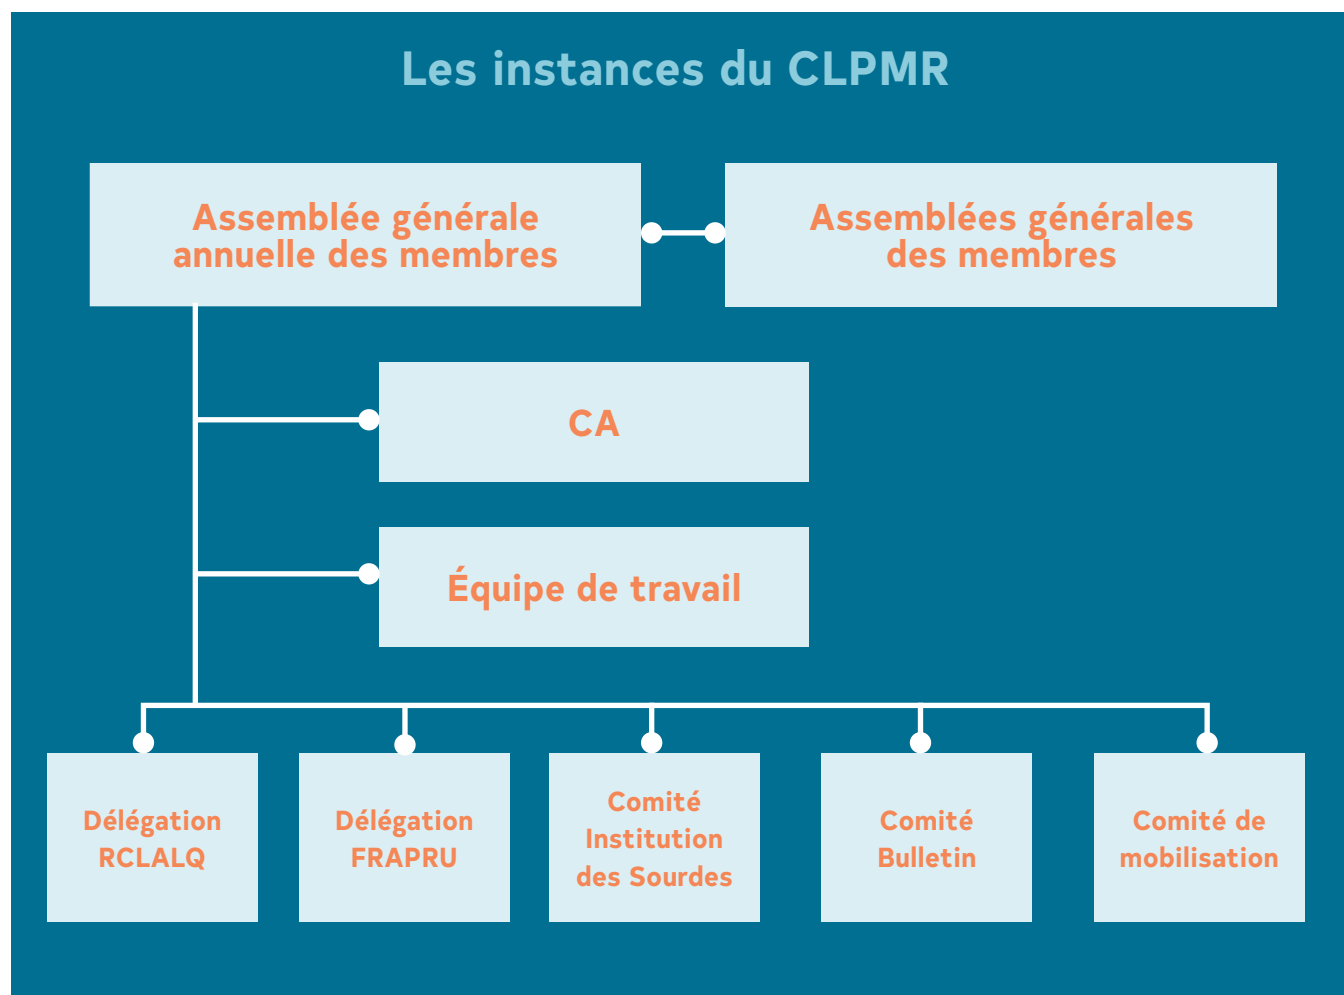 Les instances du CLPMR
Assemblée générale
annuelle des membres
Assemblées générales
des membres
CA
Équipe de travail
Délégation
RCLALQ
Délégation
FRAPRU
Comité
Institution
des Sourdes
Comité
Bulletin
Comité de
mobilisation